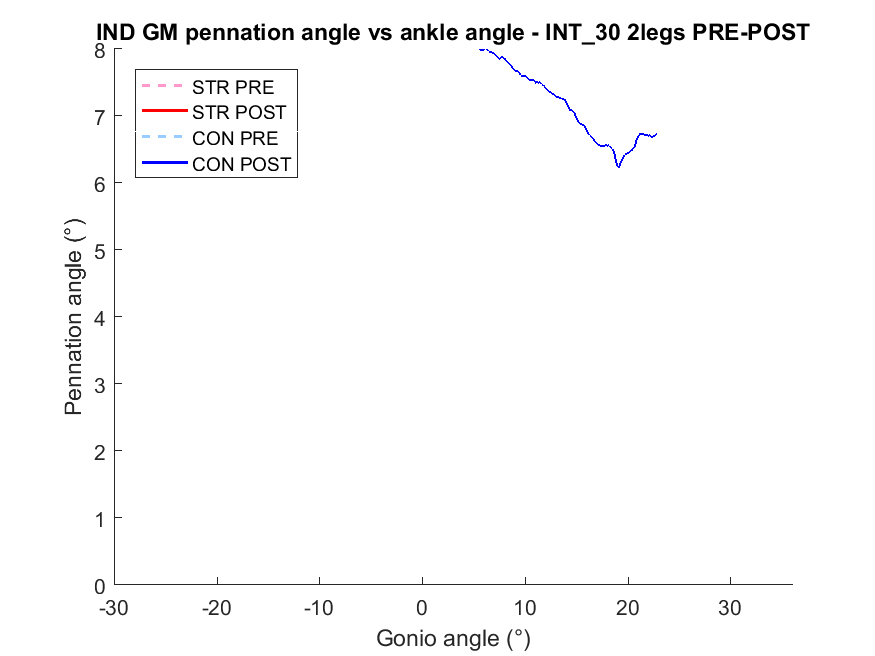 IND GM pennation angle vs ankle angle - INT_30 2legs PRE-POST
8
7
6
5
4
3
2
1
0
Pennation angle (°)
STR PRE
STR POST
CON PRE
CON POST
-30 -20 -10 0 10 20 30
Gonio angle (°)